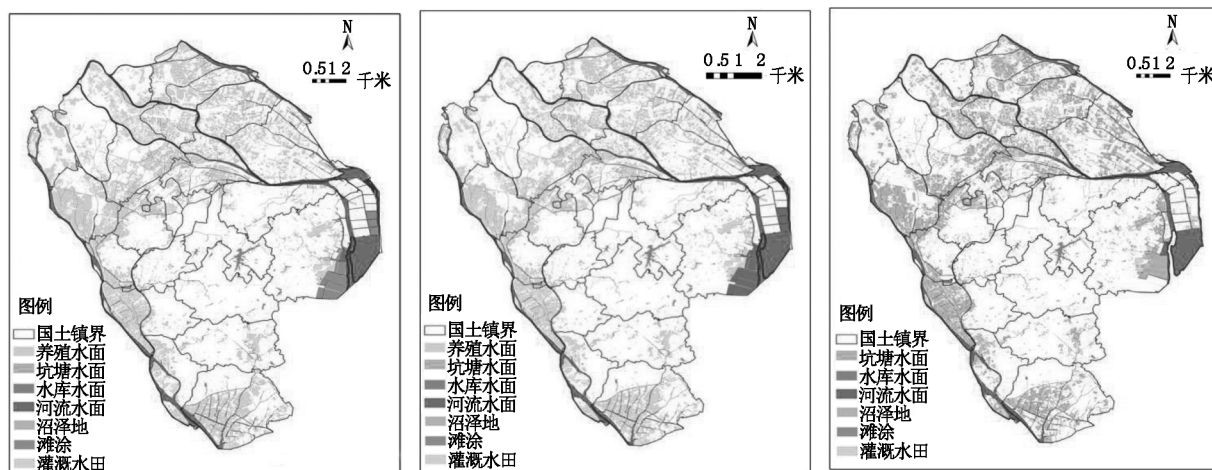 N
0.51 2 千米
图例
国土镇界
养殖水面
坑塘水面
水库水面
河流水面
沼泽地
滩涂
灌溉水田
N
0.5 1 2 千米
图例
国土镇界
养殖水面
坑塘水面
水库水面
河流水面
沼泽地
滩涂
灌溉水田
N
0.51 2 千米
图例
国土镇界
坑塘水面
水库水面
河流水面
沼泽地
滩涂
灌溉水田